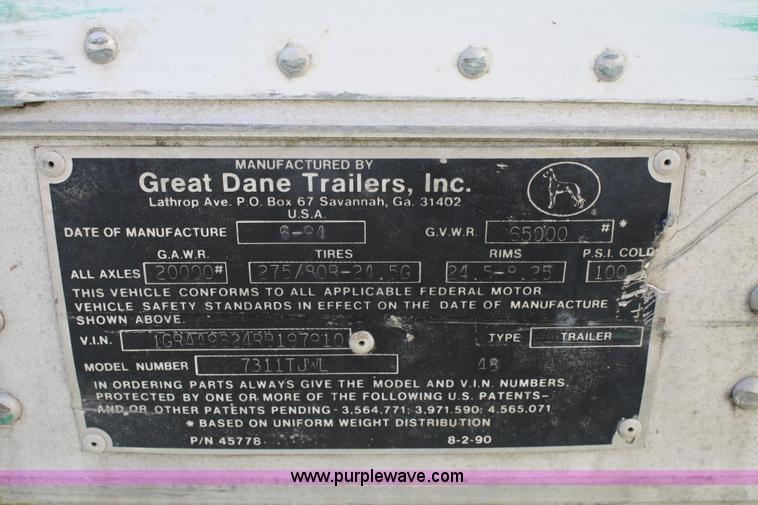 MANUFACTURED BY
Great Dane Trailers, Inc.
Lathrop Ave. P.O. Box 67 Savannah, Ga. 31402
U.S.A.
DATE OF MANUFACTURE 6-94 G.V.W.R. 65000 # *
G.A.W.R. TIRES RIMS P.S.I. COLD
ALL AXLES 20000# 275/80R-24.5G 24.5-8.25 100
THIS VEHICLE CONFORMS TO ALL APPLICABLE FEDERAL MOTOR
VEHICLE SAFETY STANDARDS IN EFFECT ON THE DATE OF MANUFACTURE
SHOWN ABOVE.
V.I.N. TYPE TRAILER
MODEL NUMBER 7311TJWL 48
IN ORDERING PARTS ALWAYS GIVE THE MODEL AND V.I.N. NUMBERS.
PROTECTED BY ONE OR MORE OF THE FOLLOWING U.S. PATENTS-
AND OR OTHER PATENTS PENDING - 3.564.771; 3.971.590; 4.565.071
* BASED ON UNIFORM WEIGHT DISTRIBUTION
P/N 45778 8-2-90
www.purplewave.com